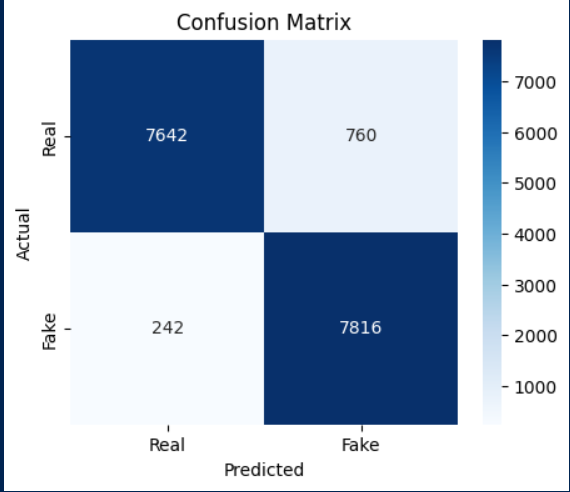 Confusion Matrix
Actual
Real
7642
760
Fake
242
7816
Real
Fake
Predicted
7000
6000
5000
4000
3000
2000
1000